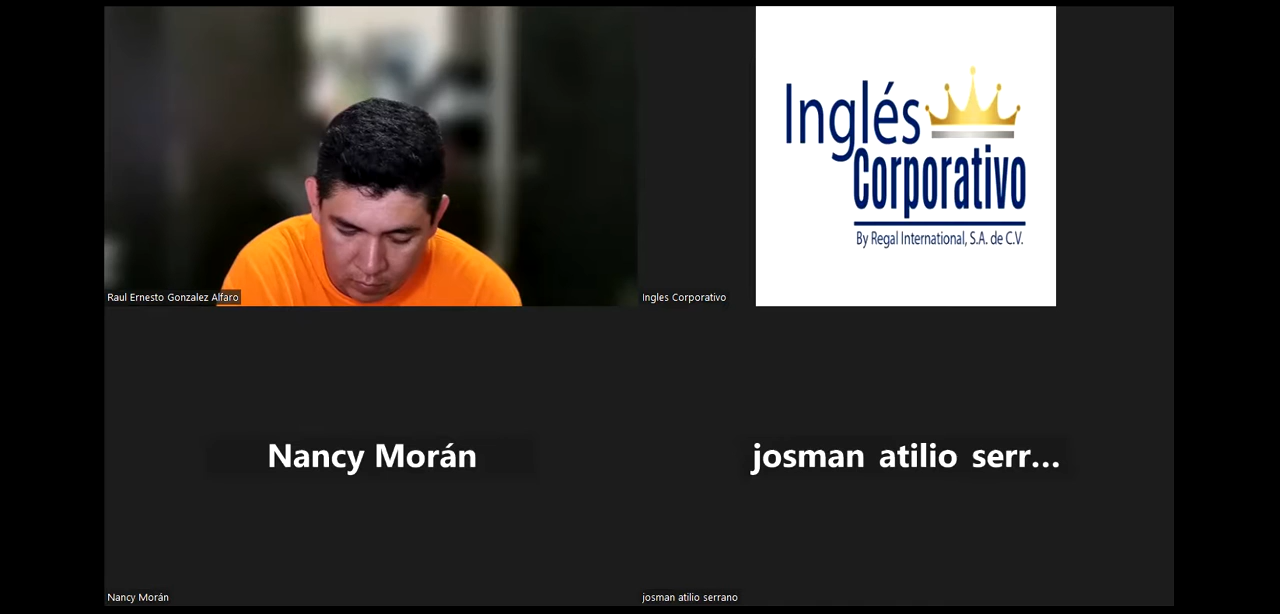 Inglés
Corporativo
By Regal International, S.A. de C.V.
Raul Ernesto Gonzalez Alfaro
Ingles Corporativo
Nancy Morán
josman atilio serr...
Nancy Morán
josman atilio serrano